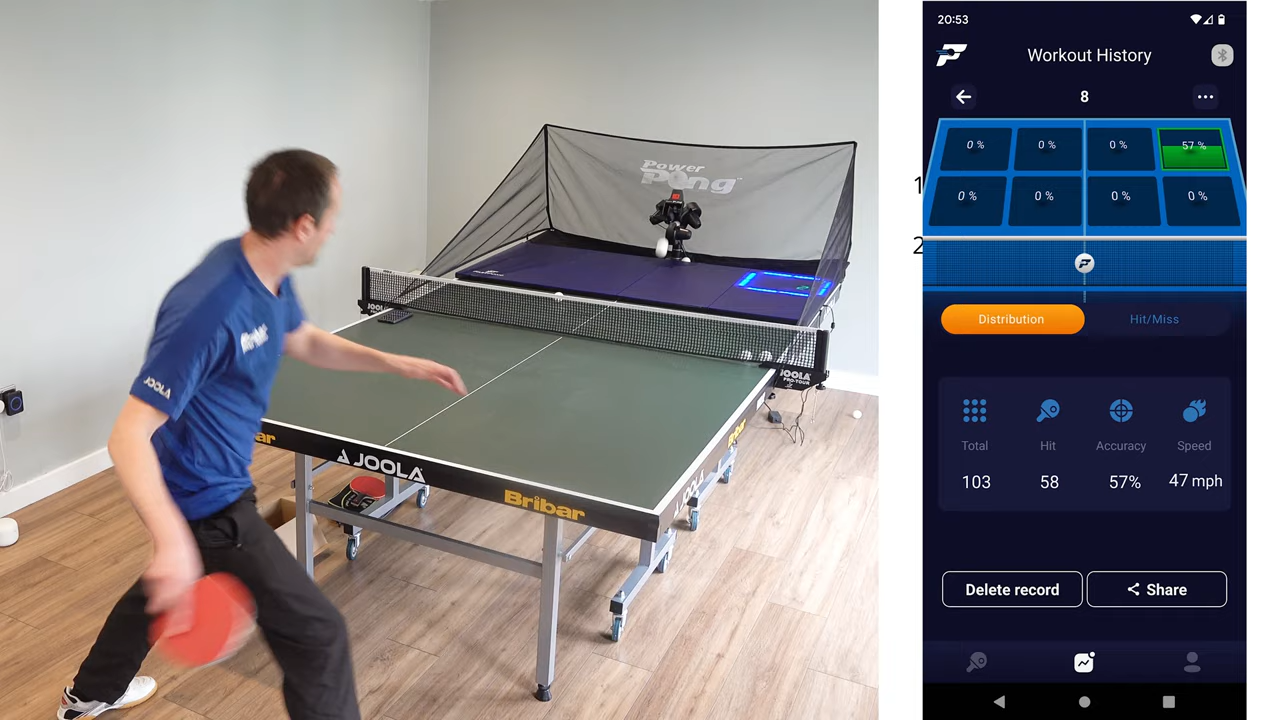 Power
Pong
JOOLA
JOOLA
JOOLA
PRO-TOUR
JOOLA
Bribar
Bribar
JOOLA
20:53
Workout History
8
0 %
0 %
0 %
57 %
1
0 %
0 %
0 %
0 %
2
Distribution
Hit/Miss
Total
Hit
Accuracy
Speed
103
58
57%
47 mph
Delete record
Share